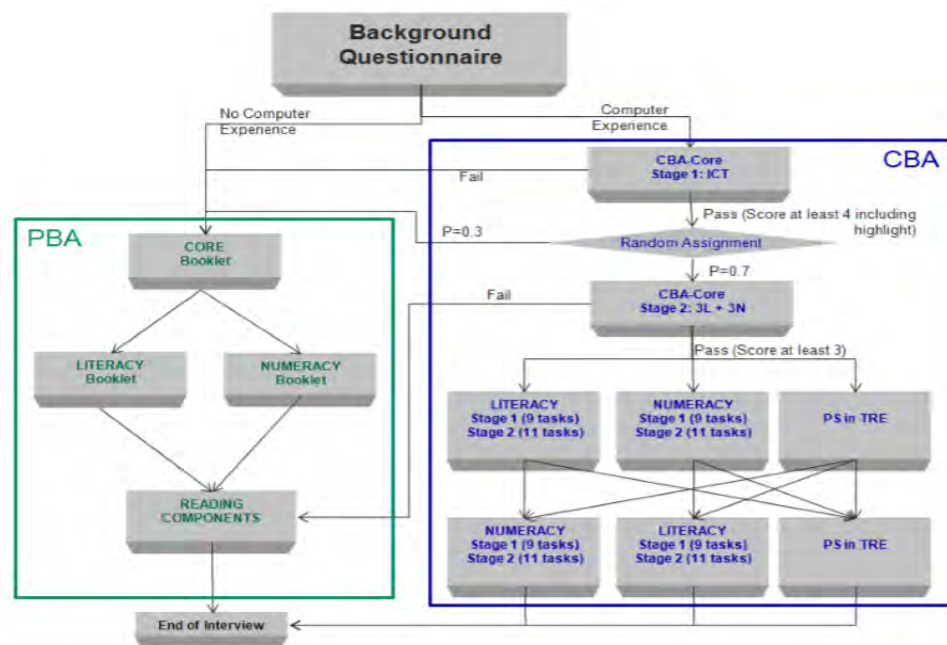 Background
Questionnaire
No Computer
Experience
Computer
Experience
CBA
CBA-Core
Stage 1: ICT
Fail
Pass (Score at least 4 including
highlight)
PBA
P=0.3
Random Assignment
CORE
Booklet
P=0.7
Fail
CBA-Core
Stage 2: 3L + 3N
Pass (Score at least 3)
LITERACY
Booklet
NUMERACY
Booklet
LITERACY
Stage 1 (9 tasks)
Stage 2 (11 tasks)
NUMERACY
Stage 1 (9 tasks)
Stage 2 (11 tasks)
PS in TRE
READING
COMPONENTS
NUMERACY
Stage 1 (9 tasks)
Stage 2 (11 tasks)
LITERACY
Stage 1 (9 tasks)
Stage 2 (11 tasks)
PS in TRE
End of Interview